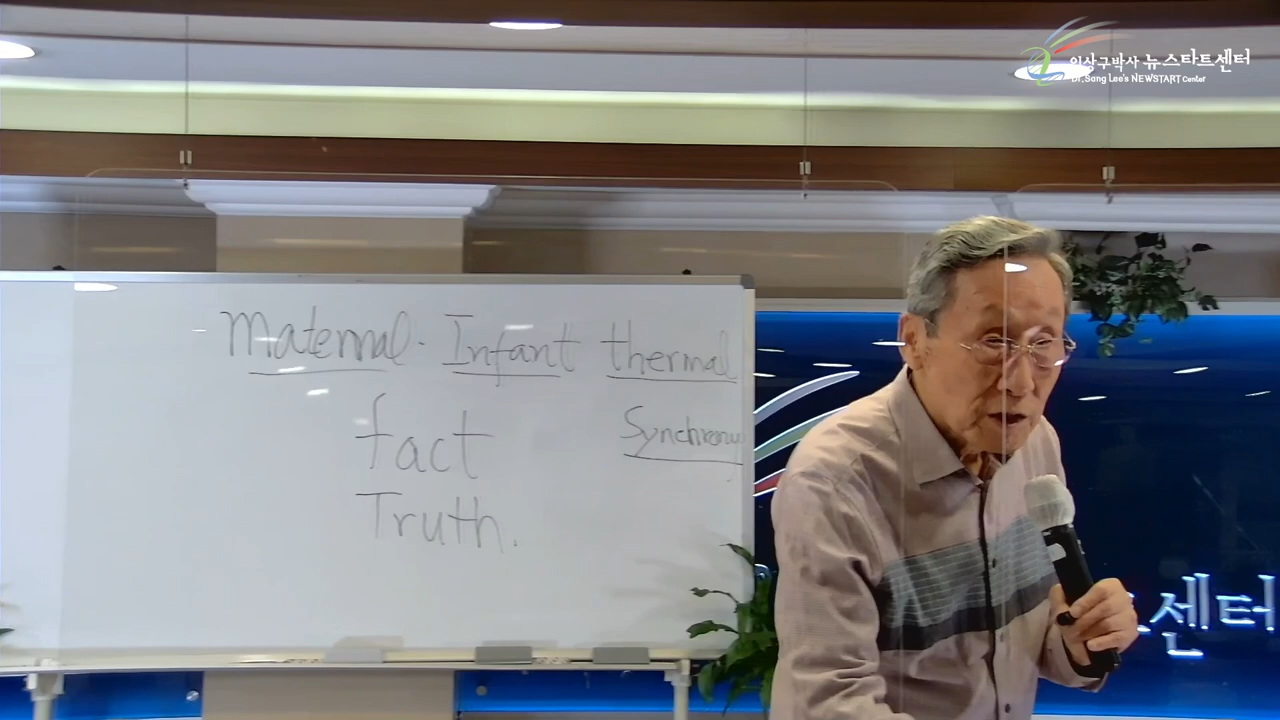 이상구박사 뉴스타트센터
Dr. Sang Lee's NEWSTART Center
Maternal - Infant thermal
Synchrony
fact
Truth.
센터